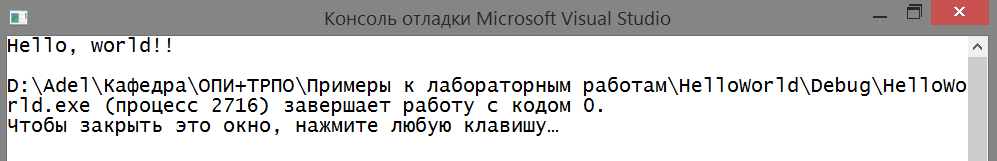 Консоль отладки Microsoft Visual Studio
Hello, world!!
D:\Adel\Кафедра\ОПИ+ТРПО\Примеры к лабораторным работам\HelloWorld\Debug\HelloWo
rld.exe (процесс 2716) завершает работу с кодом 0.
Чтобы закрыть это окно, нажмите любую клавишу…